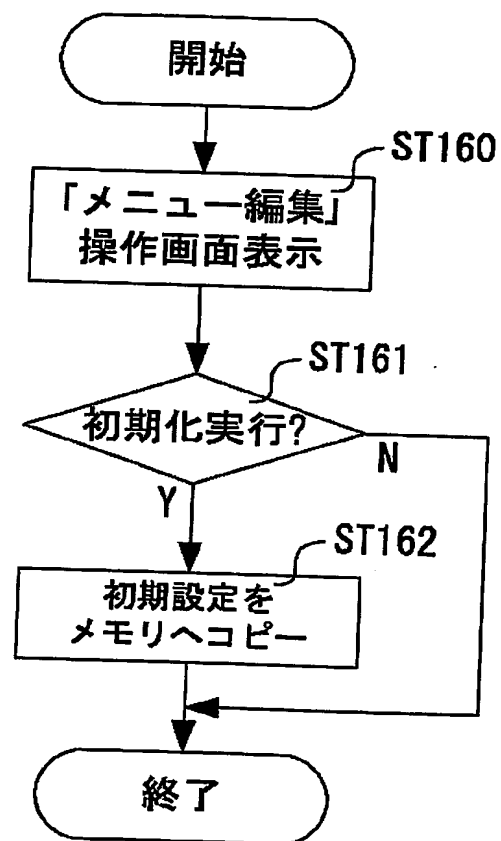 開始
ST160
「メニュー編集」
操作画面表示
ST161
初期化実行?
N
Y
ST162
初期設定を
メモリへコピー
終了